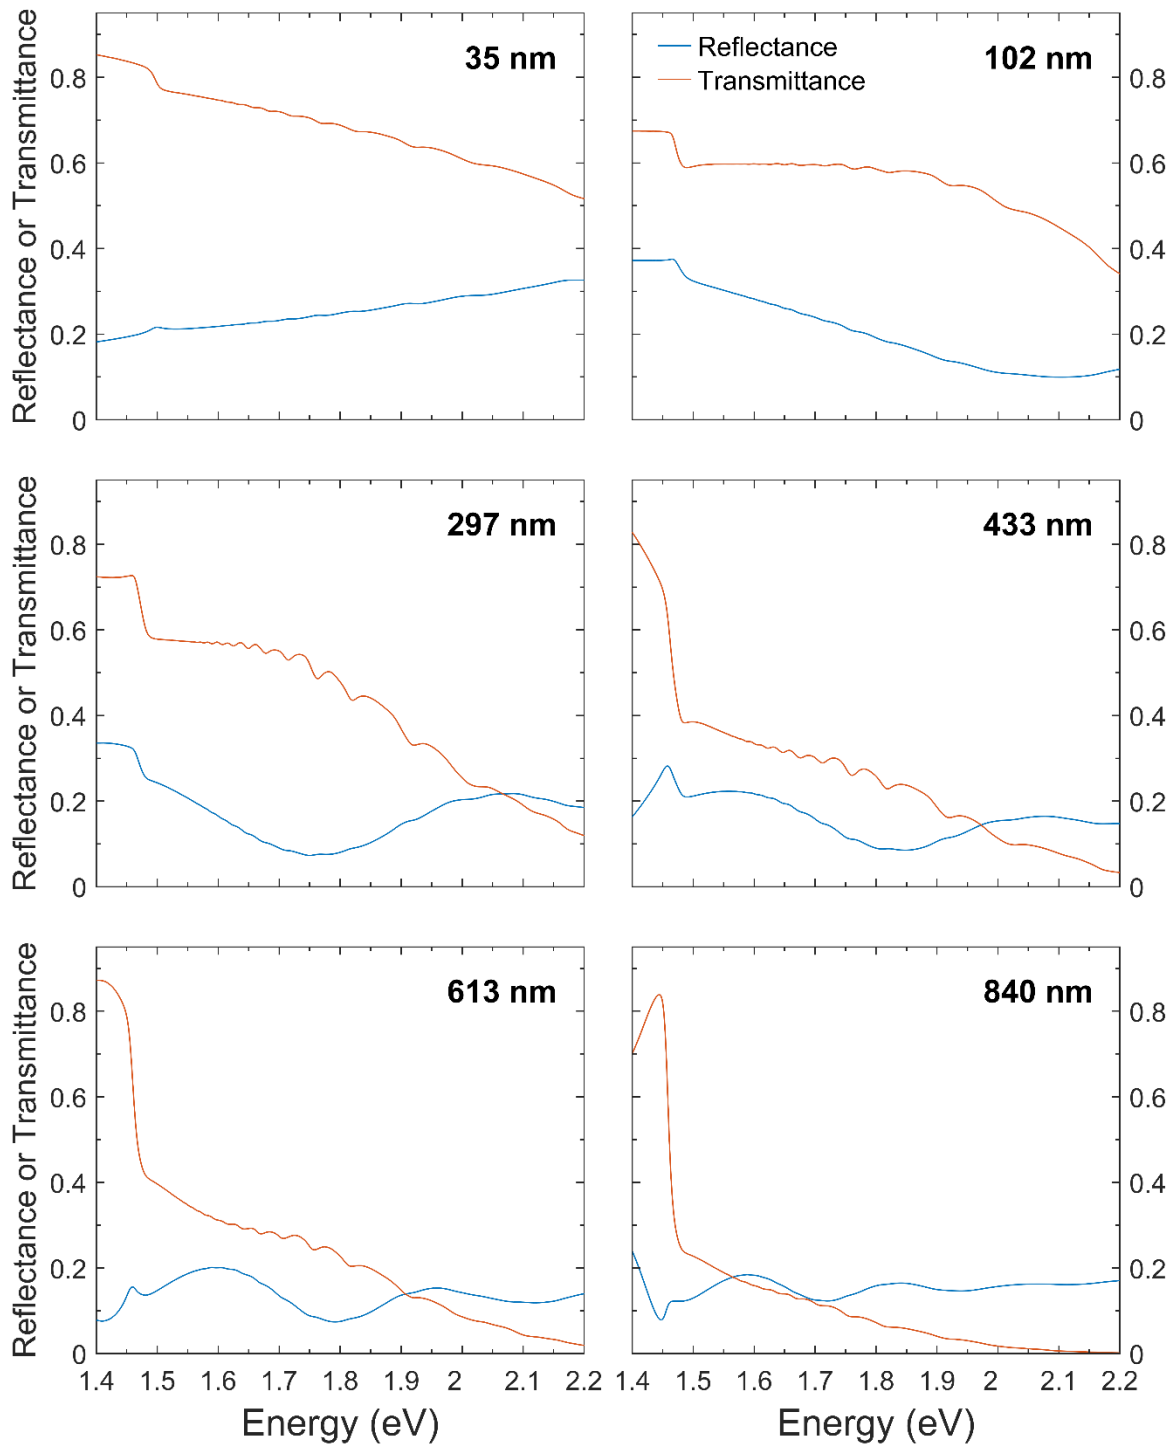 Reflectance or Transmittance
0.8
0.6
0.4
0.2
0
35 nm
Reflectance
Transmittance
102 nm
0.8
0.6
0.4
0.2
0
Reflectance or Transmittance
0.8
0.6
0.4
0.2
0
297 nm
433 nm
0.8
0.6
0.4
0.2
0
Reflectance or Transmittance
0.8
0.6
0.4
0.2
0
613 nm
1.4 1.5 1.6 1.7 1.8 1.9 2 2.1 2.2
Energy (eV)
840 nm
0.8
0.6
0.4
0.2
0
1.4 1.5 1.6 1.7 1.8 1.9 2 2.1 2.2
Energy (eV)